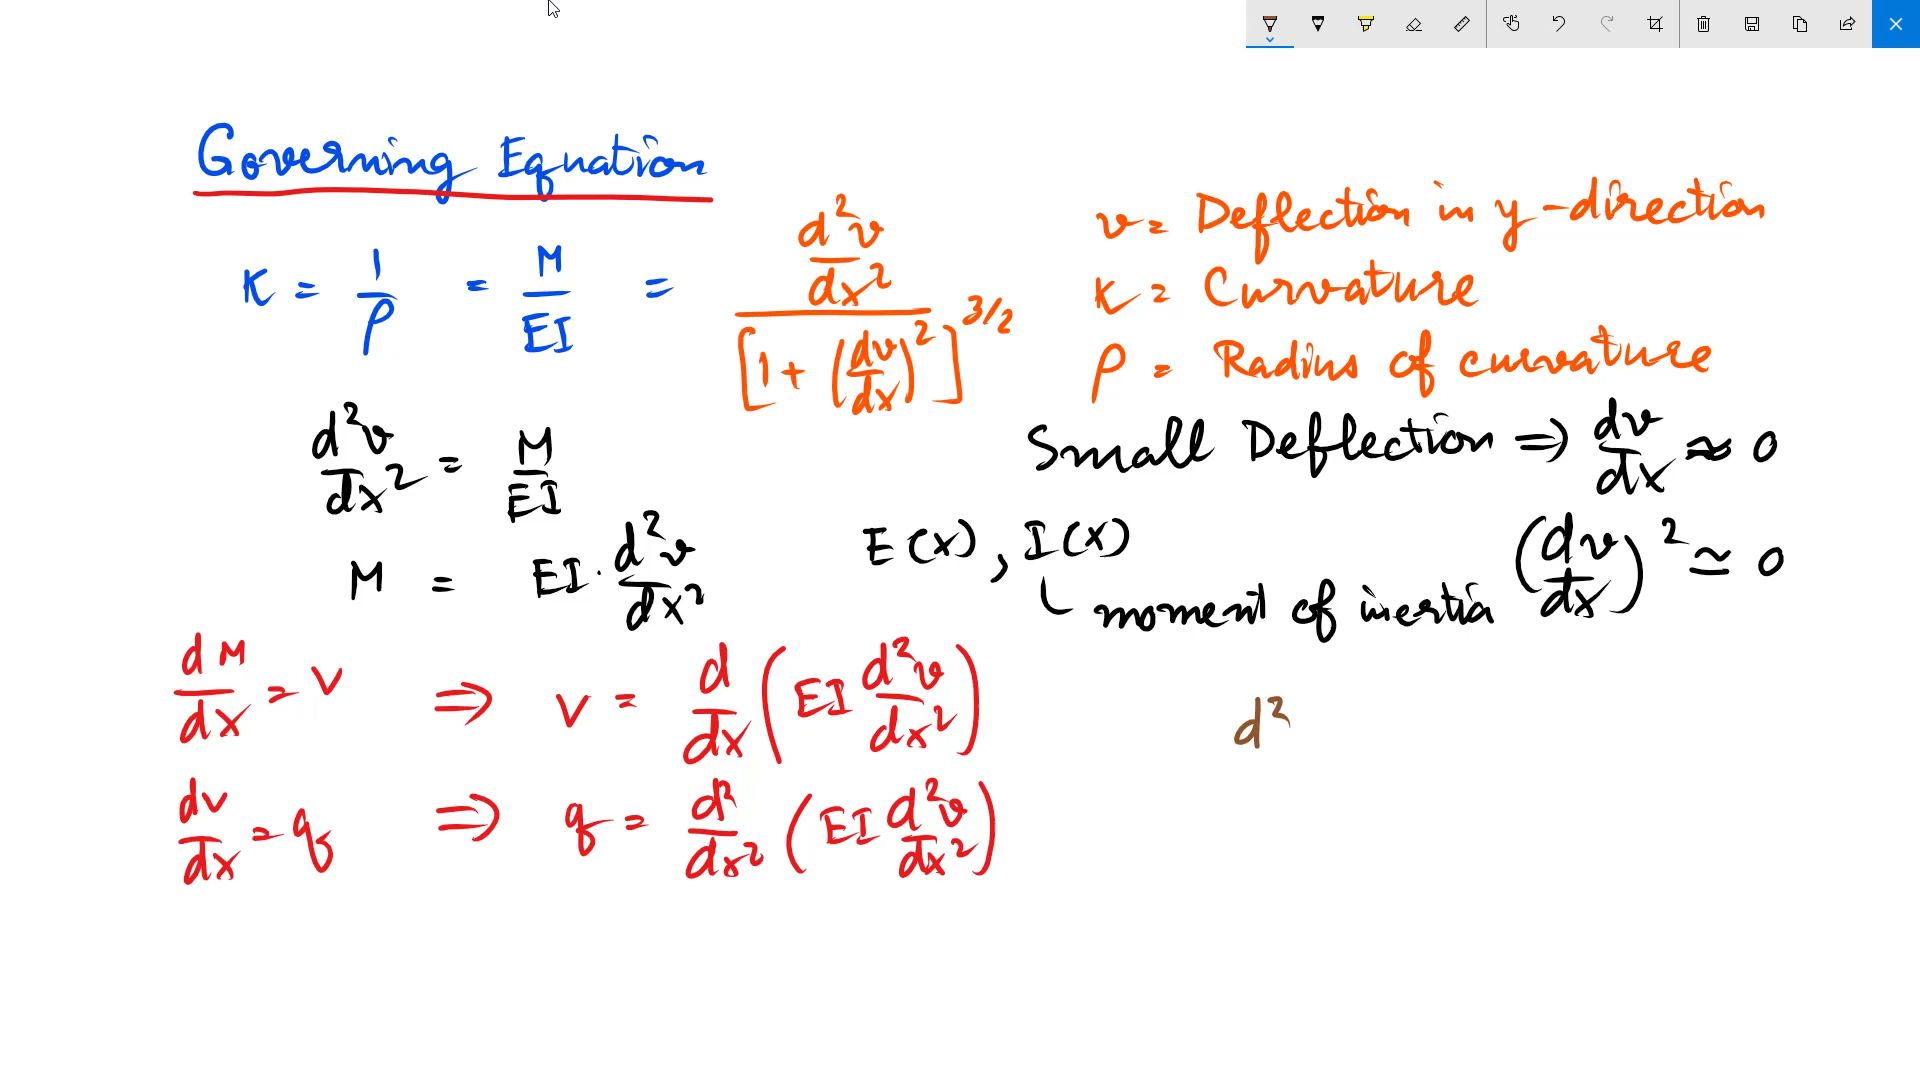 Governing Equation
κ = 1/ρ = M/EI = (d²v/dx²) / [1 + (dv/dx)²]^3/2
v = Deflection in y-direction
κ = Curvature
ρ = Radius of curvature
d²v/dx² = M/EI
Small Deflection ⇒ dv/dx ≈ 0
M = EI · d²v/dx²
E(x), I(x)
moment of inertia
(dv/dx)² ≃ 0
dM/dx = V ⇒ V = d/dx (EI d²v/dx²)
d²
dV/dx = q ⇒ q = d²/dx² (EI d²v/dx²)